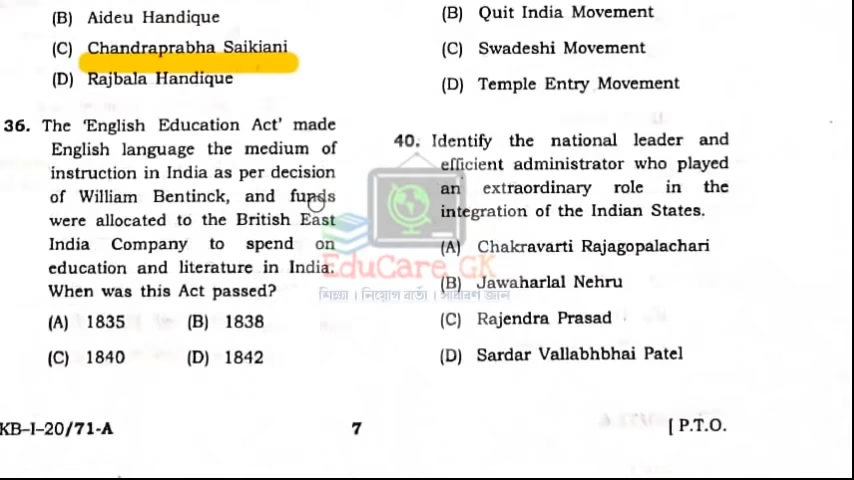 (B) Aideu Handique
(C) Chandraprabha Saikiani
(D) Rajbala Handique
36. The 'English Education Act' made
English language the medium of
instruction in India as per decision
of William Bentinck, and funds
were allocated to the British East
India Company to spend on
education and literature in India.
When was this Act passed?
(A) 1835 (B) 1838
(C) 1840 (D) 1842
(B) Quit India Movement
(C) Swadeshi Movement
(D) Temple Entry Movement
40. Identify the national leader and
efficient administrator who played
an extraordinary role in the
integration of the Indian States.
(A) Chakravarti Rajagopalachari
(B) Jawaharlal Nehru
(C) Rajendra Prasad
(D) Sardar Vallabhbhai Patel
EduCare GK
শিক্ষা | নিয়োগ বার্তা | সাধারণ জ্ঞান
KB-I-20/71-A
7
[ P.T.O.